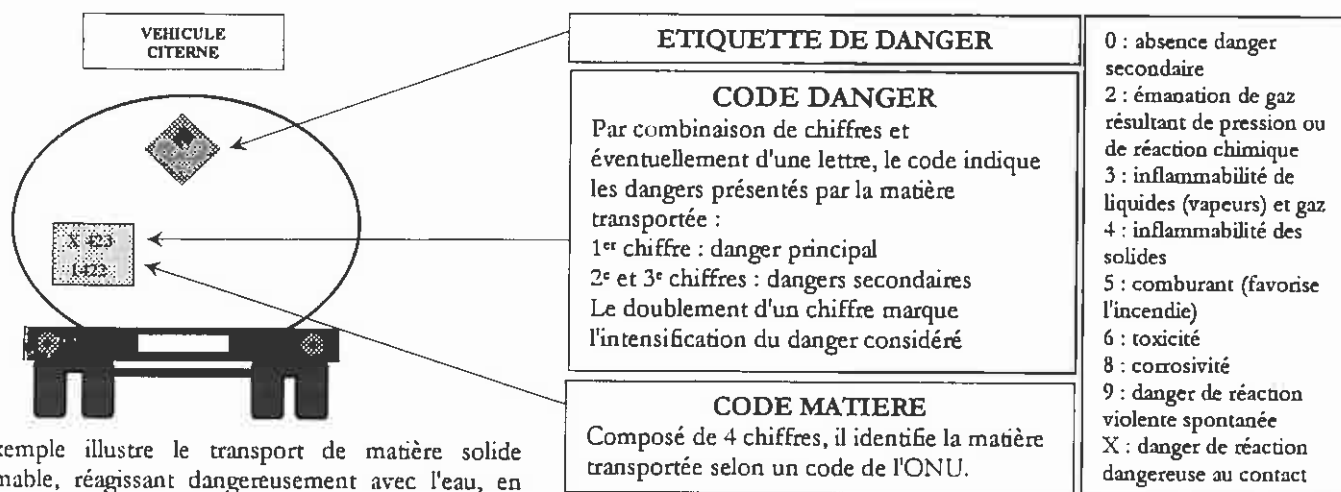 VEHICULE
CITERNE
X 423
1423
ETIQUETTE DE DANGER
CODE DANGER
Par combinaison de chiffres et
éventuellement d'une lettre, le code indique
les dangers présentés par la matière
transportée :
1er chiffre : danger principal
2e et 3e chiffres : dangers secondaires
Le doublement d'un chiffre marque
l'intensification du danger considéré
CODE MATIERE
Composé de 4 chiffres, il identifie la matière
transportée selon un code de l'ONU.
0 : absence danger
secondaire
2 : émanation de gaz
résultant de pression ou
de réaction chimique
3 : inflammabilité de
liquides (vapeurs) et gaz
4 : inflammabilité des
solides
5 : comburant (favorise
l'incendie)
6 : toxicité
8 : corrosivité
9 : danger de réaction
violente spontanée
X : danger de réaction
dangereuse au contact
xemple illustre le transport de matière solide
mable, réagissant dangereusement avec l'eau, en